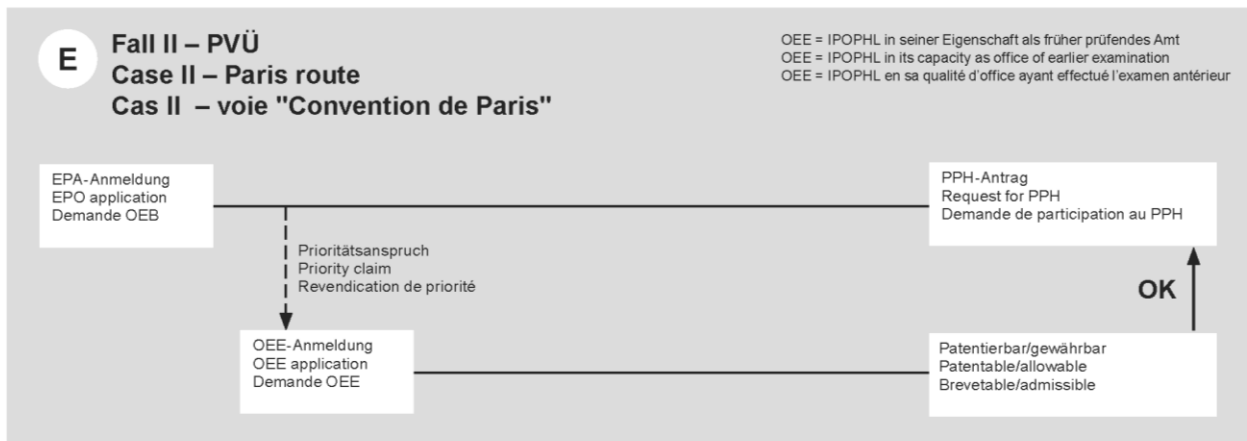 E
Fall II – PVÜ
Case II – Paris route
Cas II – voie "Convention de Paris"
OEE = IPOPHL in seiner Eigenschaft als früher prüfendes Amt
OEE = IPOPHL in its capacity as office of earlier examination
OEE = IPOPHL en sa qualité d'office ayant effectué l'examen antérieur
EPA-Anmeldung
EPO application
Demande OEB
PPH-Antrag
Request for PPH
Demande de participation au PPH
Prioritätsanspruch
Priority claim
Revendication de priorité
OK
OEE-Anmeldung
OEE application
Demande OEE
Patentierbar/gewährbar
Patentable/allowable
Brevetable/admissible